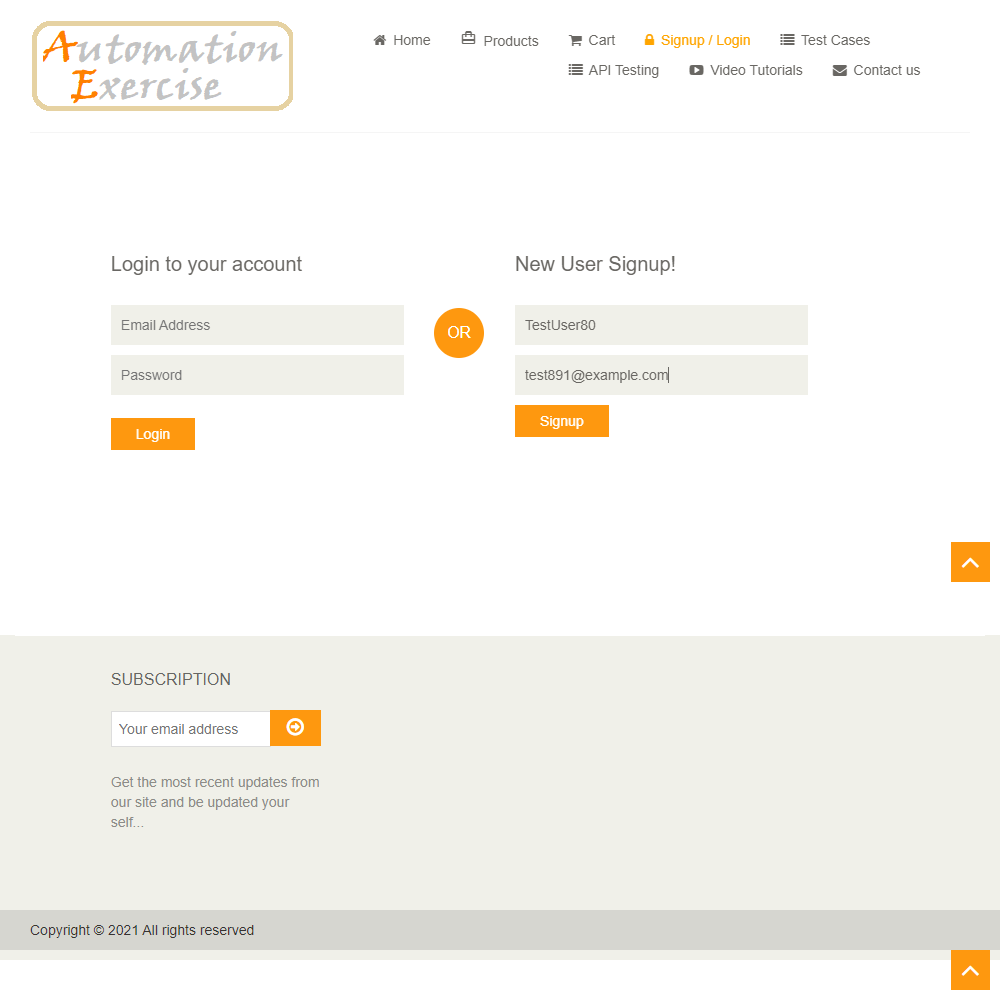 Automation
Exercise
Home Products Cart Signup / Login Test Cases
API Testing Video Tutorials Contact us
Login to your account
Email Address
Password
Login
OR
New User Signup!
TestUser80
test891@example.com
Signup
SUBSCRIPTION
Your email address
Get the most recent updates from
our site and be updated your
self...
Copyright © 2021 All rights reserved